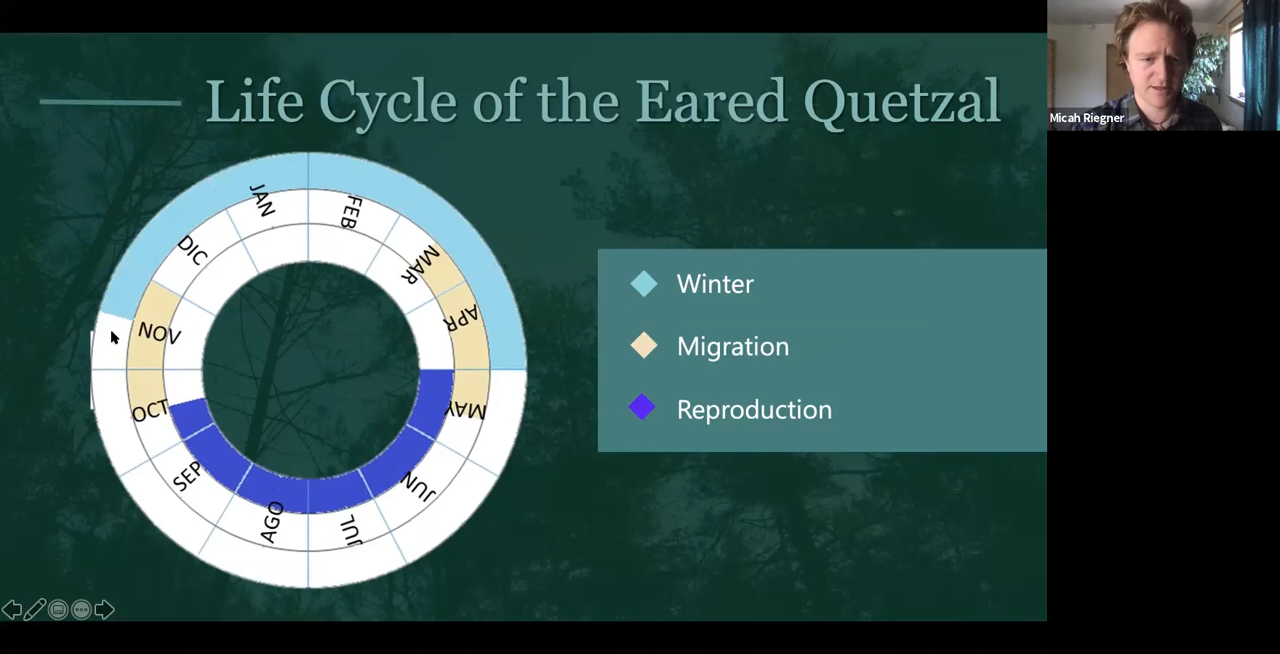 Life Cycle of the Eared Quetzal
Micah Riegner
JAN
FEB
MAR
APR
MAY
JUN
JUL
AGO
SEP
OCT
NOV
DIC
Winter
Migration
Reproduction